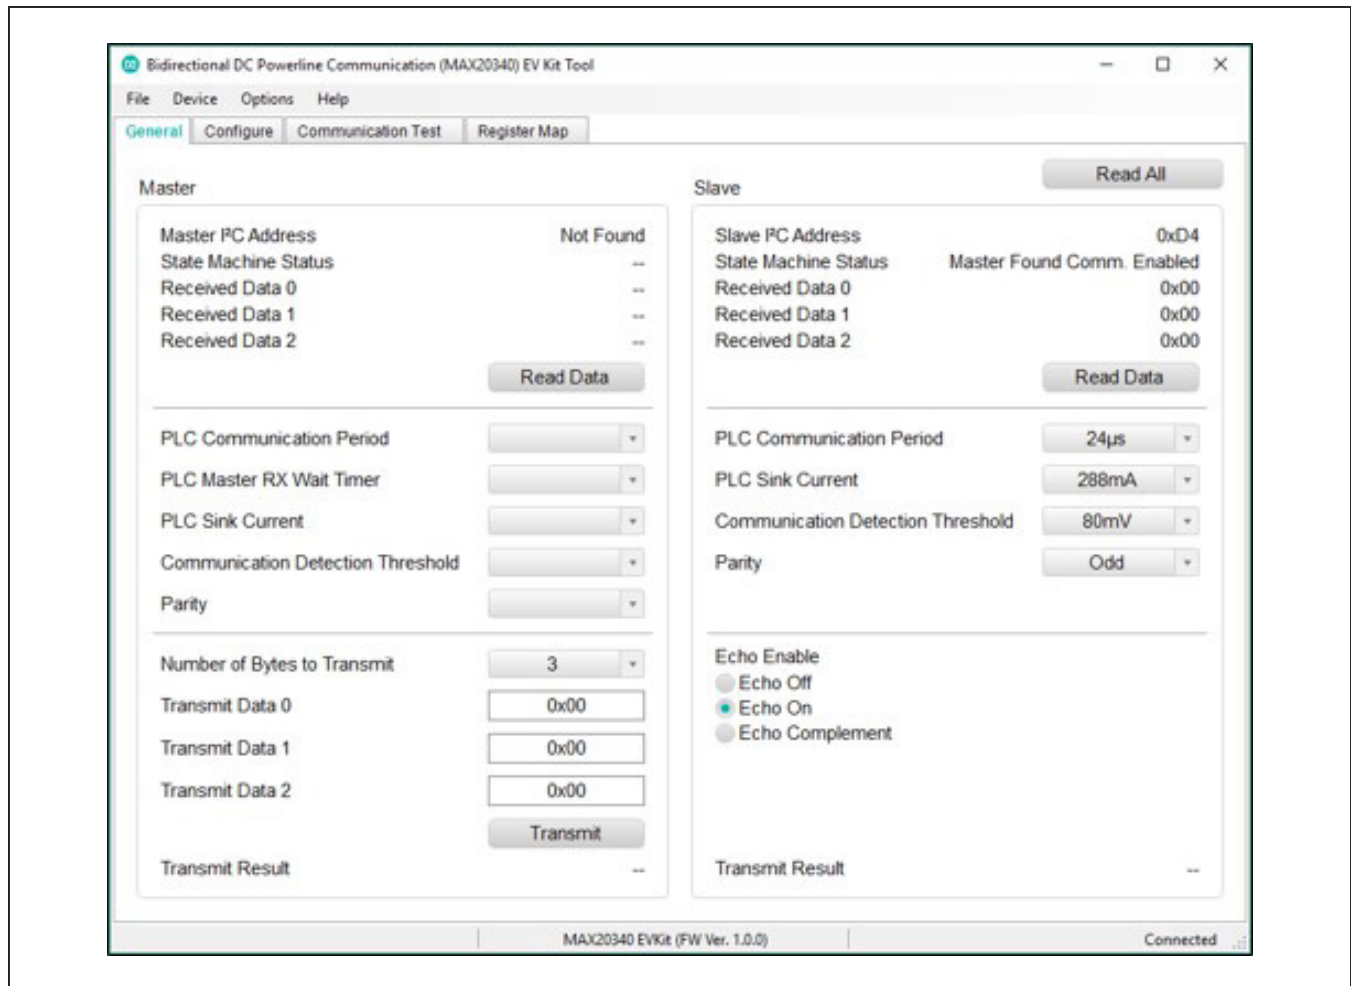 Bidirectional DC Powerline Communication (MAX20340) EV Kit Tool
File Device Options Help
General Configure Communication Test Register Map
Read All
Master
Master I²C Address Not Found
State Machine Status --
Received Data 0 --
Received Data 1 --
Received Data 2 --
Read Data
PLC Communication Period
PLC Master RX Wait Timer
PLC Sink Current
Communication Detection Threshold
Parity
Number of Bytes to Transmit 3
Transmit Data 0 0x00
Transmit Data 1 0x00
Transmit Data 2 0x00
Transmit
Transmit Result --
Slave
Slave I²C Address 0xD4
State Machine Status Master Found Comm. Enabled
Received Data 0 0x00
Received Data 1 0x00
Received Data 2 0x00
Read Data
PLC Communication Period 24µs
PLC Sink Current 288mA
Communication Detection Threshold 80mV
Parity Odd
Echo Enable
Echo Off
Echo On
Echo Complement
Transmit Result --
MAX20340 EVKit (FW Ver. 1.0.0) Connected